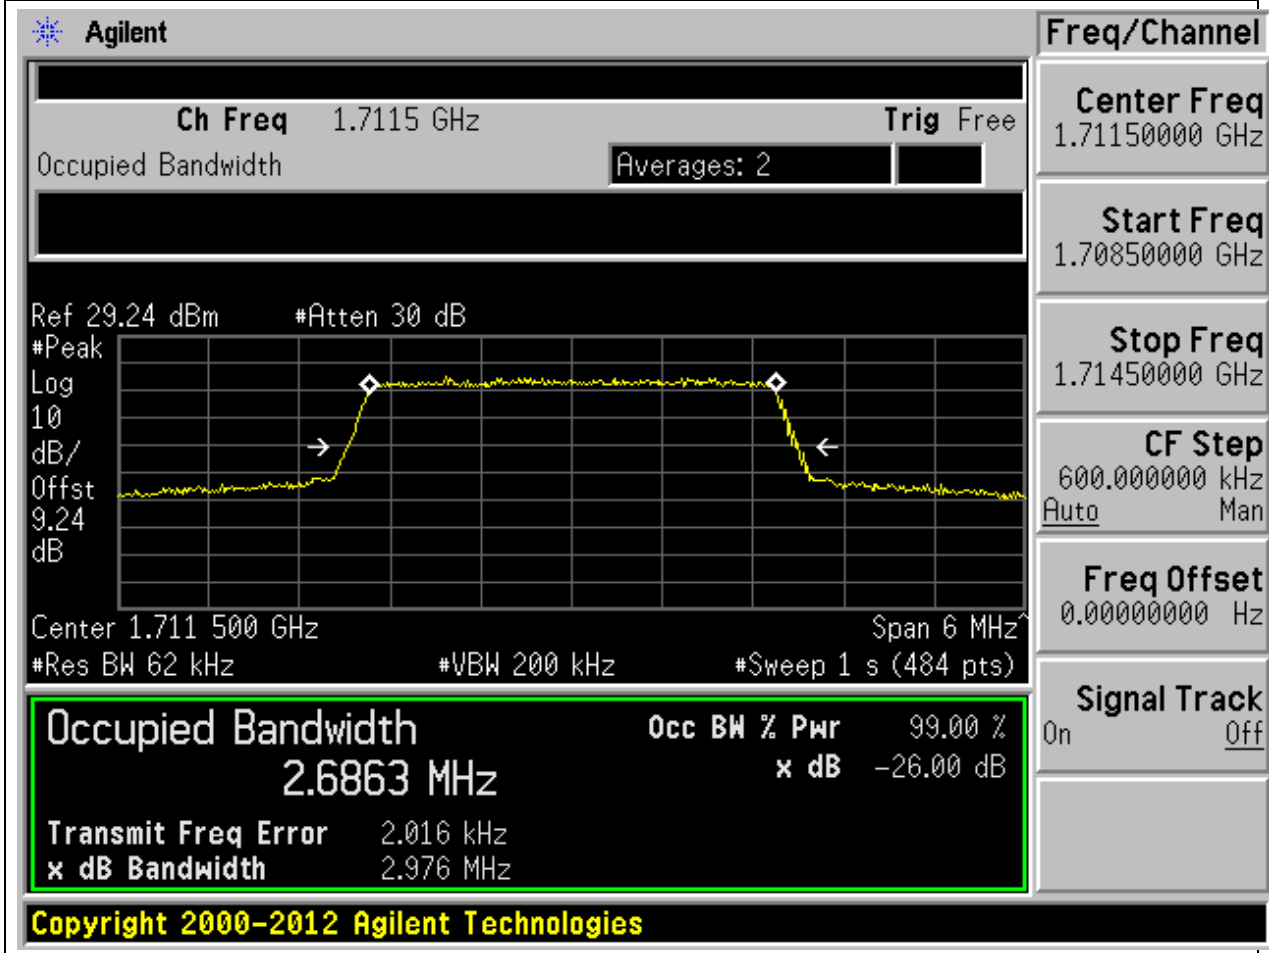 Agilent
Freq/Channel
Ch Freq 1.7115 GHz Trig Free
Occupied Bandwidth Averages: 2
Center Freq
1.71150000 GHz
Start Freq
1.70850000 GHz
Stop Freq
1.71450000 GHz
CF Step
600.000000 kHz
Auto Man
Freq Offset
0.00000000 Hz
Signal Track
On Off
Ref 29.24 dBm #Atten 30 dB
#Peak
Log
10
dB/
Offst
9.24
dB
Center 1.711 500 GHz Span 6 MHz^
#Res BW 62 kHz #VBW 200 kHz #Sweep 1 s (484 pts)
Occupied Bandwidth Occ BW % Pwr 99.00 %
2.6863 MHz x dB -26.00 dB
Transmit Freq Error 2.016 kHz
x dB Bandwidth 2.976 MHz
Copyright 2000-2012 Agilent Technologies